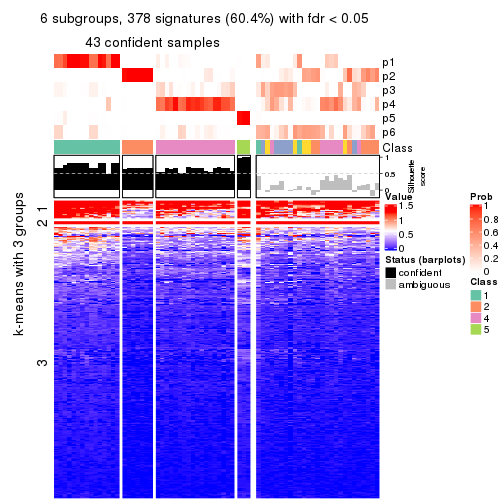 6 subgroups, 378 signatures (60.4%) with fdr < 0.05
43 confident samples
p1
p2
p3
p4
p5
p6
Class
1
0.5
0
Silhouette
score
k-means with 3 groups
1
2
3
Value
1.5
1
0.5
0
Status (barplots)
confident
ambiguous
Prob
1
0.8
0.6
0.4
0.2
0
Class
1
2
4
5